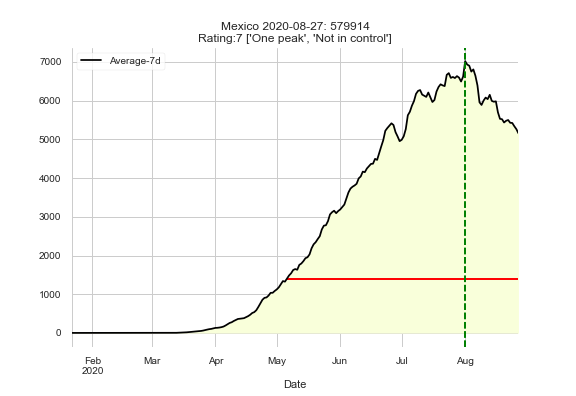 Mexico 2020-08-27: 579914
Rating:7 ['One peak', 'Not in control']
Average-7d
7000
6000
5000
4000
3000
2000
1000
0
Feb
2020
Mar
Apr
May
Jun
Jul
Aug
Date